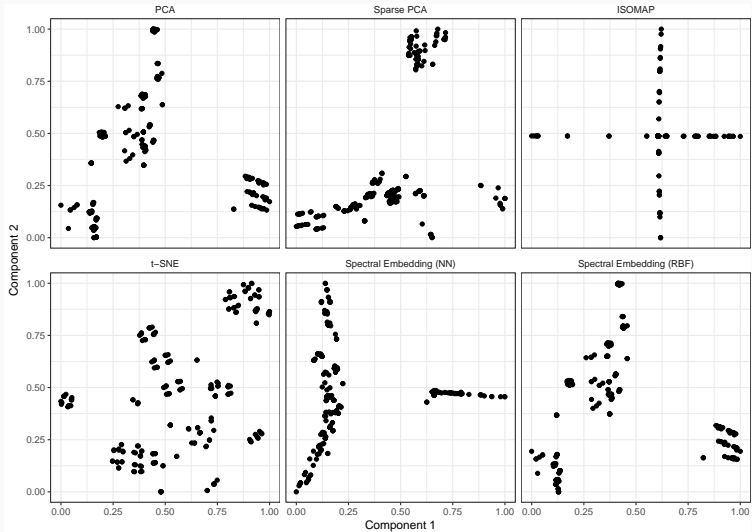 PCA Sparse PCA ISOMAP
1.00
0.75
0.50
0.25
0.00
Component 2
t−SNE Spectral Embedding (NN) Spectral Embedding (RBF)
1.00
0.75
0.50
0.25
0.00
0.00 0.25 0.50 0.75 1.00 0.00 0.25 0.50 0.75 1.00 0.00 0.25 0.50 0.75 1.00
Component 1